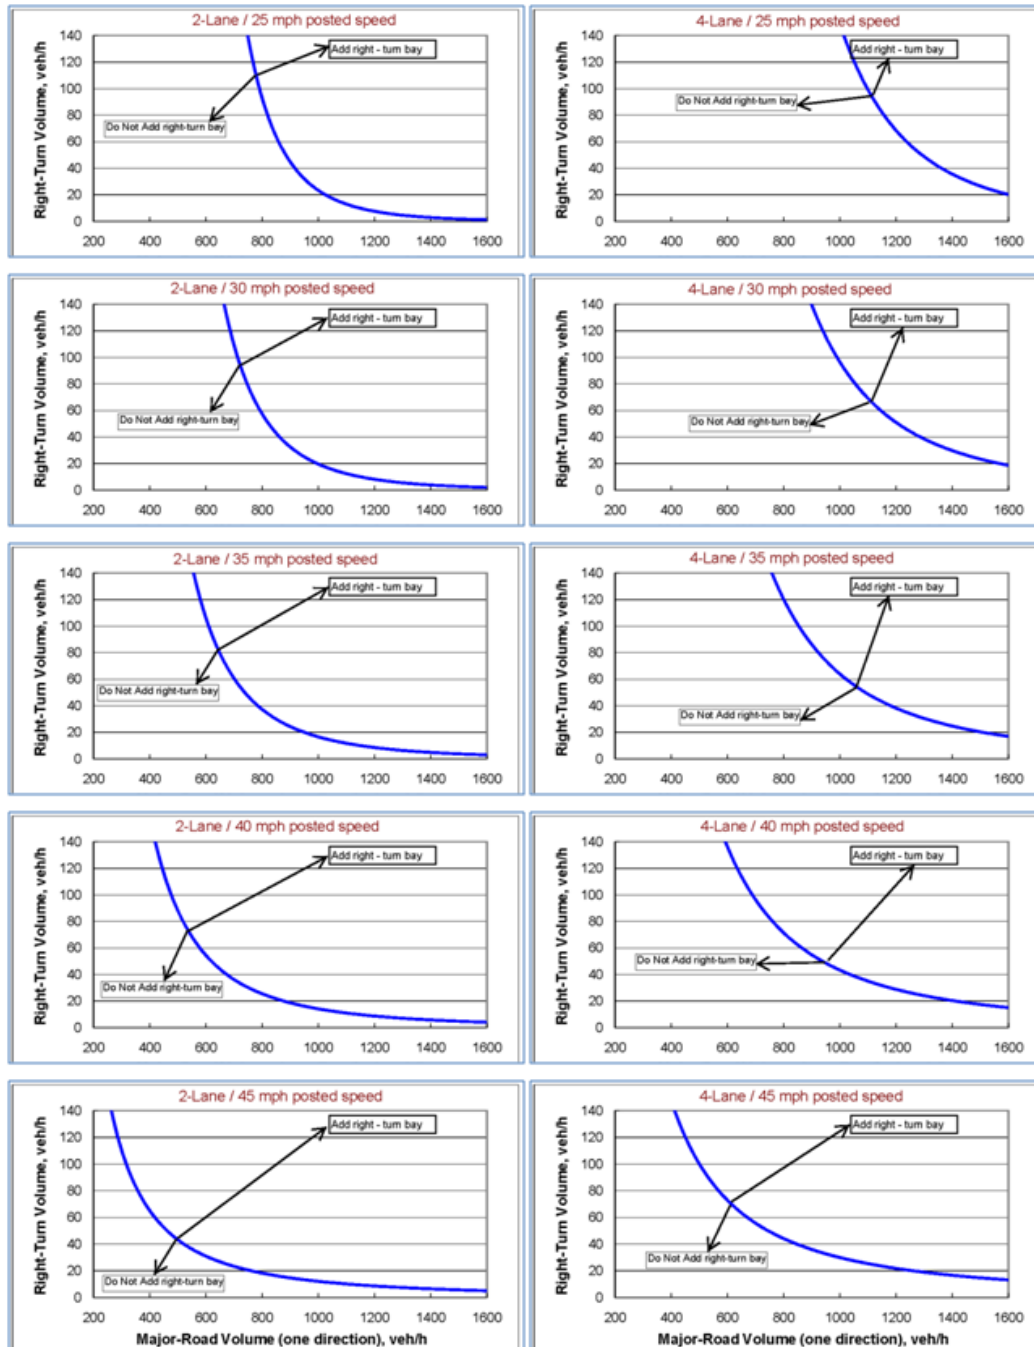 2-Lane / 25 mph posted speed
Right-Turn Volume, veh/h
140
120
100
80
60
40
20
0
Add right - turn bay
Do Not Add right-turn bay
200 400 600 800 1000 1200 1400 1600
4-Lane / 25 mph posted speed
Right-Turn Volume, veh/h
140
120
100
80
60
40
20
0
Add right - turn bay
Do Not Add right-turn bay
200 400 600 800 1000 1200 1400 1600
2-Lane / 30 mph posted speed
Right-Turn Volume, veh/h
140
120
100
80
60
40
20
0
Add right - turn bay
Do Not Add right-turn bay
200 400 600 800 1000 1200 1400 1600
4-Lane / 30 mph posted speed
Right-Turn Volume, veh/h
140
120
100
80
60
40
20
0
Add right - turn bay
Do Not Add right-turn bay
200 400 600 800 1000 1200 1400 1600
2-Lane / 35 mph posted speed
Right-Turn Volume, veh/h
140
120
100
80
60
40
20
0
Add right - turn bay
Do Not Add right-turn bay
200 400 600 800 1000 1200 1400 1600
4-Lane / 35 mph posted speed
Right-Turn Volume, veh/h
140
120
100
80
60
40
20
0
Add right - turn bay
Do Not Add right-turn bay
200 400 600 800 1000 1200 1400 1600
2-Lane / 40 mph posted speed
Right-Turn Volume, veh/h
140
120
100
80
60
40
20
0
Add right - turn bay
Do Not Add right-turn bay
200 400 600 800 1000 1200 1400 1600
4-Lane / 40 mph posted speed
Right-Turn Volume, veh/h
140
120
100
80
60
40
20
0
Add right - turn bay
Do Not Add right-turn bay
200 400 600 800 1000 1200 1400 1600
2-Lane / 45 mph posted speed
Right-Turn Volume, veh/h
140
120
100
80
60
40
20
0
Add right - turn bay
Do Not Add right-turn bay
200 400 600 800 1000 1200 1400 1600
Major-Road Volume (one direction), veh/h
4-Lane / 45 mph posted speed
Right-Turn Volume, veh/h
140
120
100
80
60
40
20
0
Add right - turn bay
Do Not Add right-turn bay
200 400 600 800 1000 1200 1400 1600
Major-Road Volume (one direction), veh/h